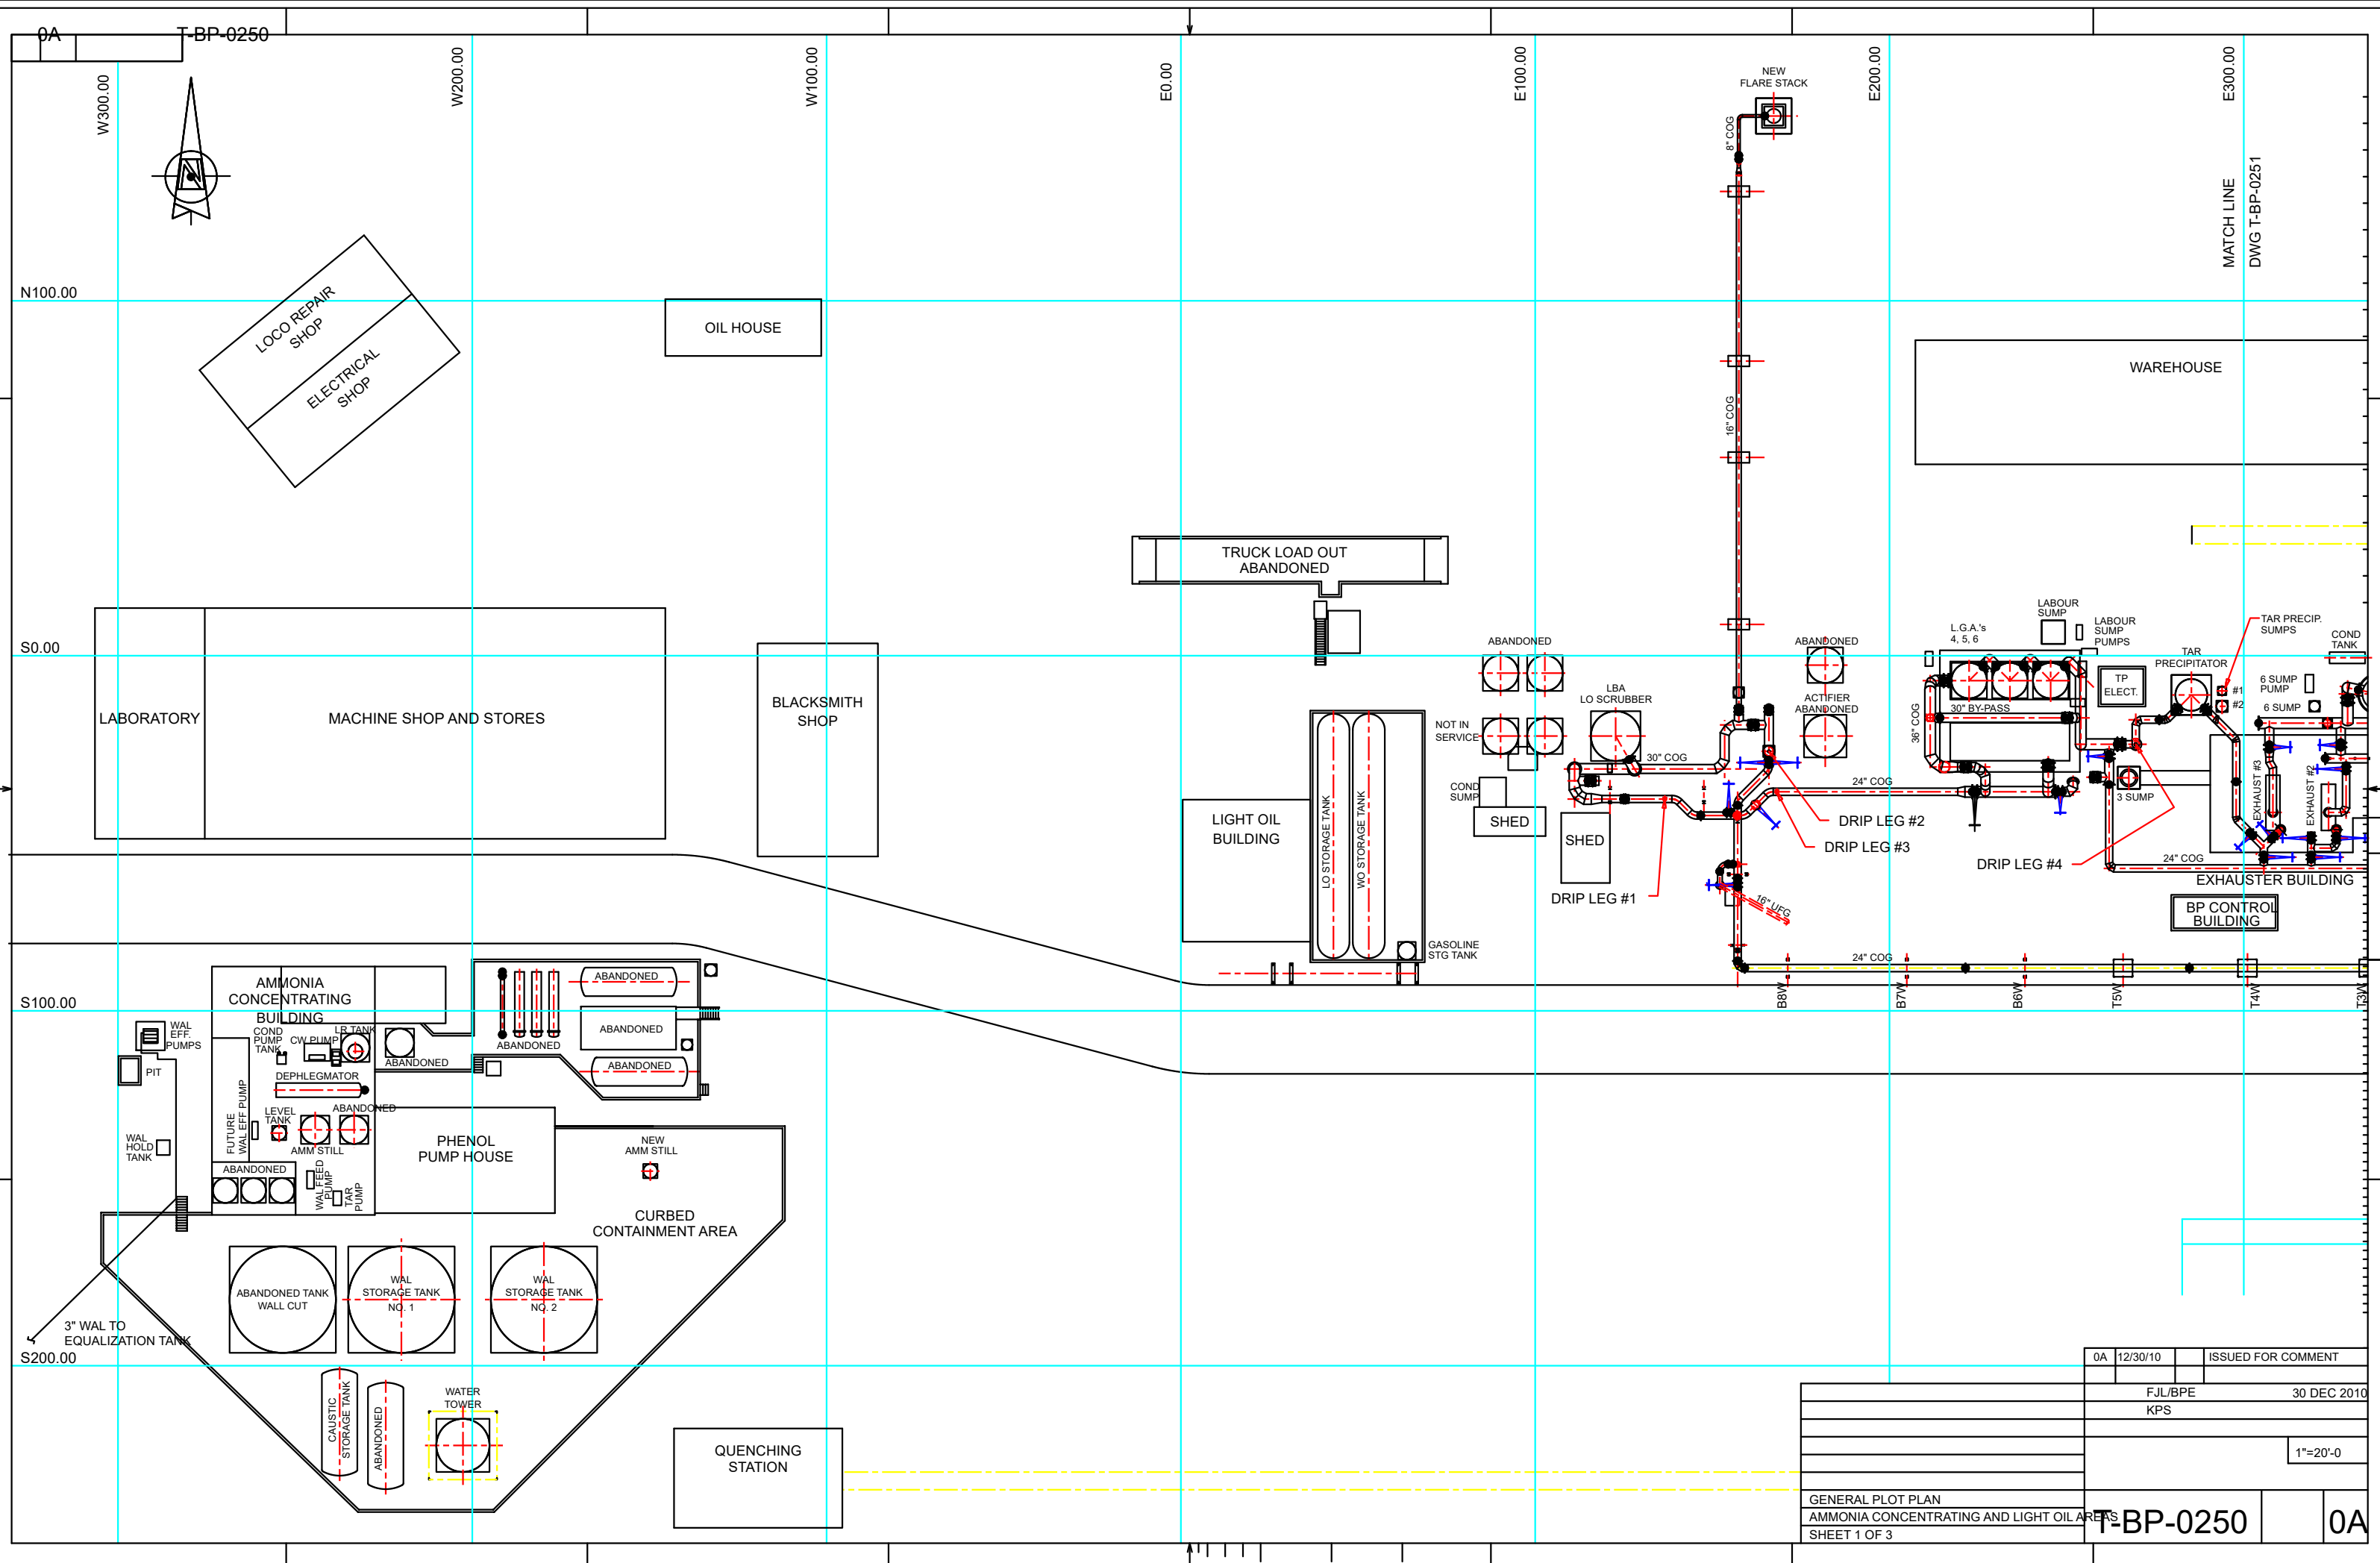 0A
T-BP-0250
W300.00
W200.00
W100.00
E0.00
E100.00
E200.00
E300.00
NEW
FLARE STACK
8" COG
MATCH LINE
DWG T-BP-0251
N
N100.00
LOCO REPAIR
SHOP
ELECTRICAL
SHOP
OIL HOUSE
16" COG
WAREHOUSE
TRUCK LOAD OUT
ABANDONED
S0.00
LABORATORY
MACHINE SHOP AND STORES
BLACKSMITH
SHOP
ABANDONED
LBA
LO SCRUBBER
NOT IN
SERVICE
30" COG
COND
SUMP
SHED
SHED
LIGHT OIL
BUILDING
LO STORAGE TANK
WO STORAGE TANK
GASOLINE
STG TANK
ABANDONED
ACTIFIER
ABANDONED
L.G.A.'s
4, 5, 6
LABOUR
SUMP
LABOUR
SUMP
PUMPS
36" COG
30" BY-PASS
TP
ELECT.
TAR
PRECIPITATOR
TAR PRECIP.
SUMPS
#1
#2
COND
TANK
6 SUMP
PUMP
6 SUMP
24" COG
3 SUMP
EXHAUST #3
EXHAUST #2
DRIP LEG #2
DRIP LEG #3
DRIP LEG #4
DRIP LEG #1
24" COG
EXHAUSTER BUILDING
BP CONTROL
BUILDING
16" UFG
24" COG
B8W
B7W
B6W
T5W
T4W
T3W
S100.00
AMMONIA
CONCENTRATING
BUILDING
WAL
EFF.
PUMPS
PIT
COND
PUMP
TANK
CW PUMP
LR TANK
ABANDONED
ABANDONED
ABANDONED
ABANDONED
ABANDONED
DEPHLEGMATOR
FUTURE
WAL EFF PUMP
LEVEL
TANK
ABANDONED
AMM STILL
WAL
HOLD
TANK
ABANDONED
WAL FEED
PUMP
TAR
PUMP
PHENOL
PUMP HOUSE
NEW
AMM STILL
CURBED
CONTAINMENT AREA
ABANDONED TANK
WALL CUT
WAL
STORAGE TANK
NO. 1
WAL
STORAGE TANK
NO. 2
3" WAL TO
EQUALIZATION TANK
S200.00
CAUSTIC
STORAGE TANK
ABANDONED
WATER
TOWER
QUENCHING
STATION
0A 12/30/10 ISSUED FOR COMMENT
FJL/BPE 30 DEC 2010
KPS
1"=20'-0
GENERAL PLOT PLAN
AMMONIA CONCENTRATING AND LIGHT OIL AREAS
SHEET 1 OF 3
T-BP-0250
0A